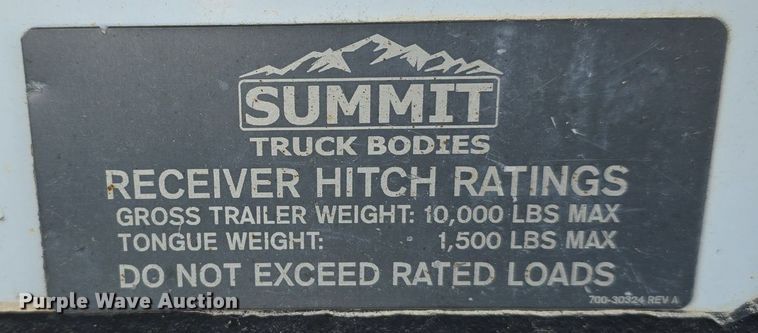 SUMMIT
TRUCK BODIES
RECEIVER HITCH RATINGS
GROSS TRAILER WEIGHT: 10,000 LBS MAX
TONGUE WEIGHT: 1,500 LBS MAX
DO NOT EXCEED RATED LOADS
700-30324 REV A
Purple Wave Auction